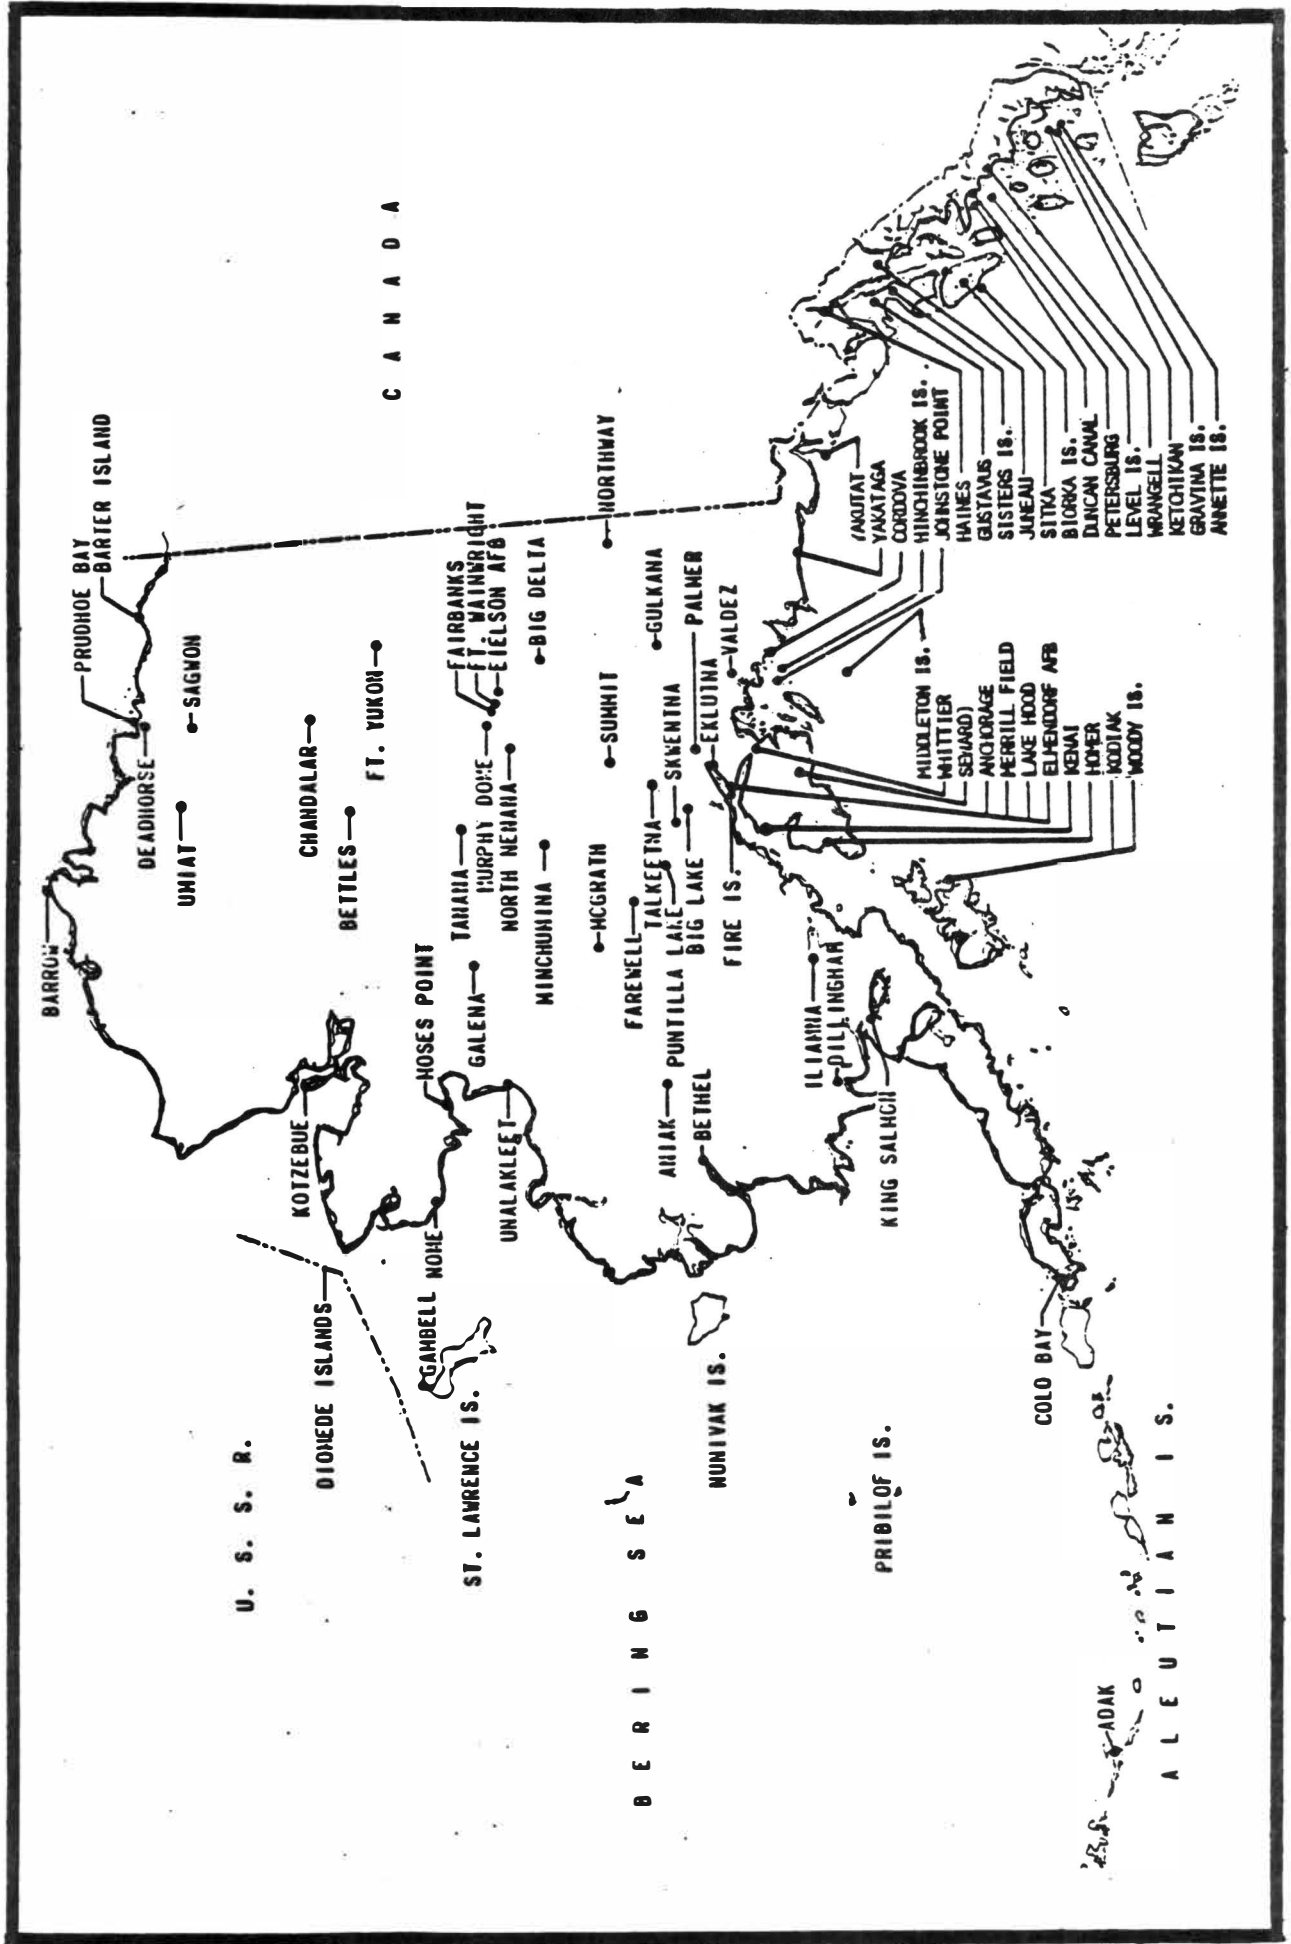 BARROW
PRUDHOE BAY
BARTER ISLAND
DEADHORSE
SAGWON
UMIAT
CHANDALAR
CANADA
BETTLES
FT. YUKON
U. S. S. R.
KOTZEBUE
DIOMEDE ISLANDS
MOSES POINT
TANANA
FAIRBANKS
FT. WAINWRIGHT
EIELSON AFB
MURPHY DOME
NORTH NENANA
GALENA
GAMBELL
NOME
ST. LAWRENCE IS.
UNALAKLEET
MINCHUMINA
BIG DELTA
MCGRATH
SUMMIT
NORTHWAY
FAREWELL
TALKEETNA
GULKANA
BERING SEA
ANIAK
PUNTILLA LAKE
SKWENTNA
BIG LAKE
PALMER
BETHEL
EKLUTNA
FIRE IS.
VALDEZ
NUNIVAK IS.
ILIAMNA
DILLINGHAM
KING SALMON
PRIBILOF IS.
YAKUTAT
YAKATAGA
CORDOVA
HINCHINBROOK IS.
JOHNSTONE POINT
HAINES
GUSTAVUS
SISTERS IS.
JUNEAU
SITKA
BIORKA IS.
DUNCAN CANAL
PETERSBURG
LEVEL IS.
WRANGELL
KETCHIKAN
GRAVINA IS.
ANNETTE IS.
MIDDLETON IS.
WHITTIER
SEWARD)
ANCHORAGE
MERRILL FIELD
LAKE HOOD
ELMENDORF AFB
KENAI
HOMER
KODIAK
WOODY IS.
COLD BAY
ADAK
ALEUTIAN IS.